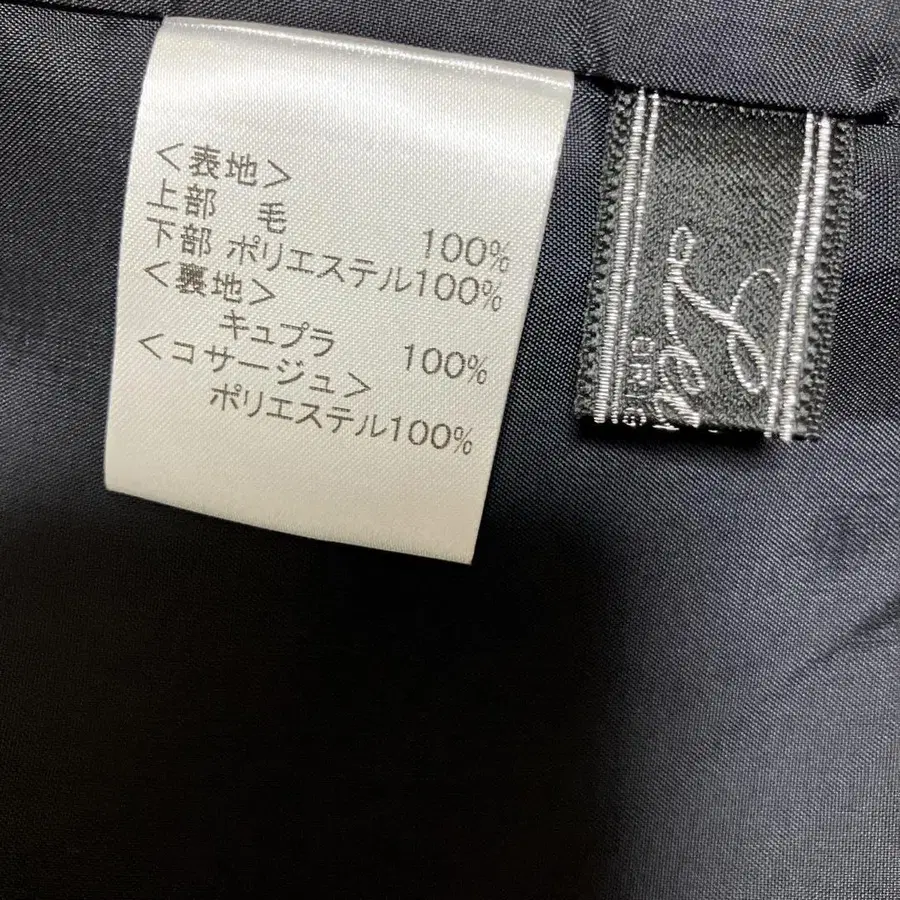 ＜表地＞
上部　毛　100%
下部 ポリエステル100%
＜裏地＞
キュプラ　100%
＜コサージュ＞
ポリエステル100%